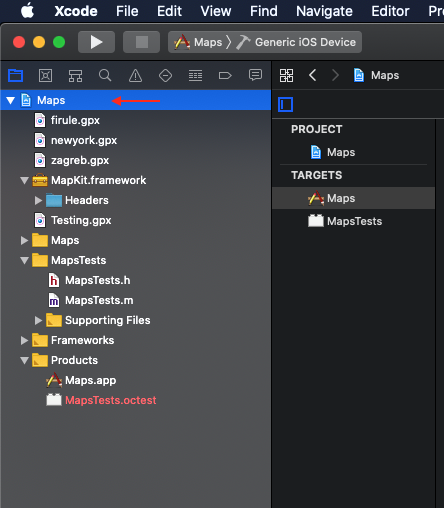 Xcode File Edit View Find Navigate Editor
Maps Generic iOS Device
Maps
Maps
firule.gpx
newyork.gpx
zagreb.gpx
MapKit.framework
Headers
Testing.gpx
Maps
MapsTests
MapsTests.h
MapsTests.m
Supporting Files
Frameworks
Products
Maps.app
MapsTests.octest
PROJECT
Maps
TARGETS
Maps
MapsTests